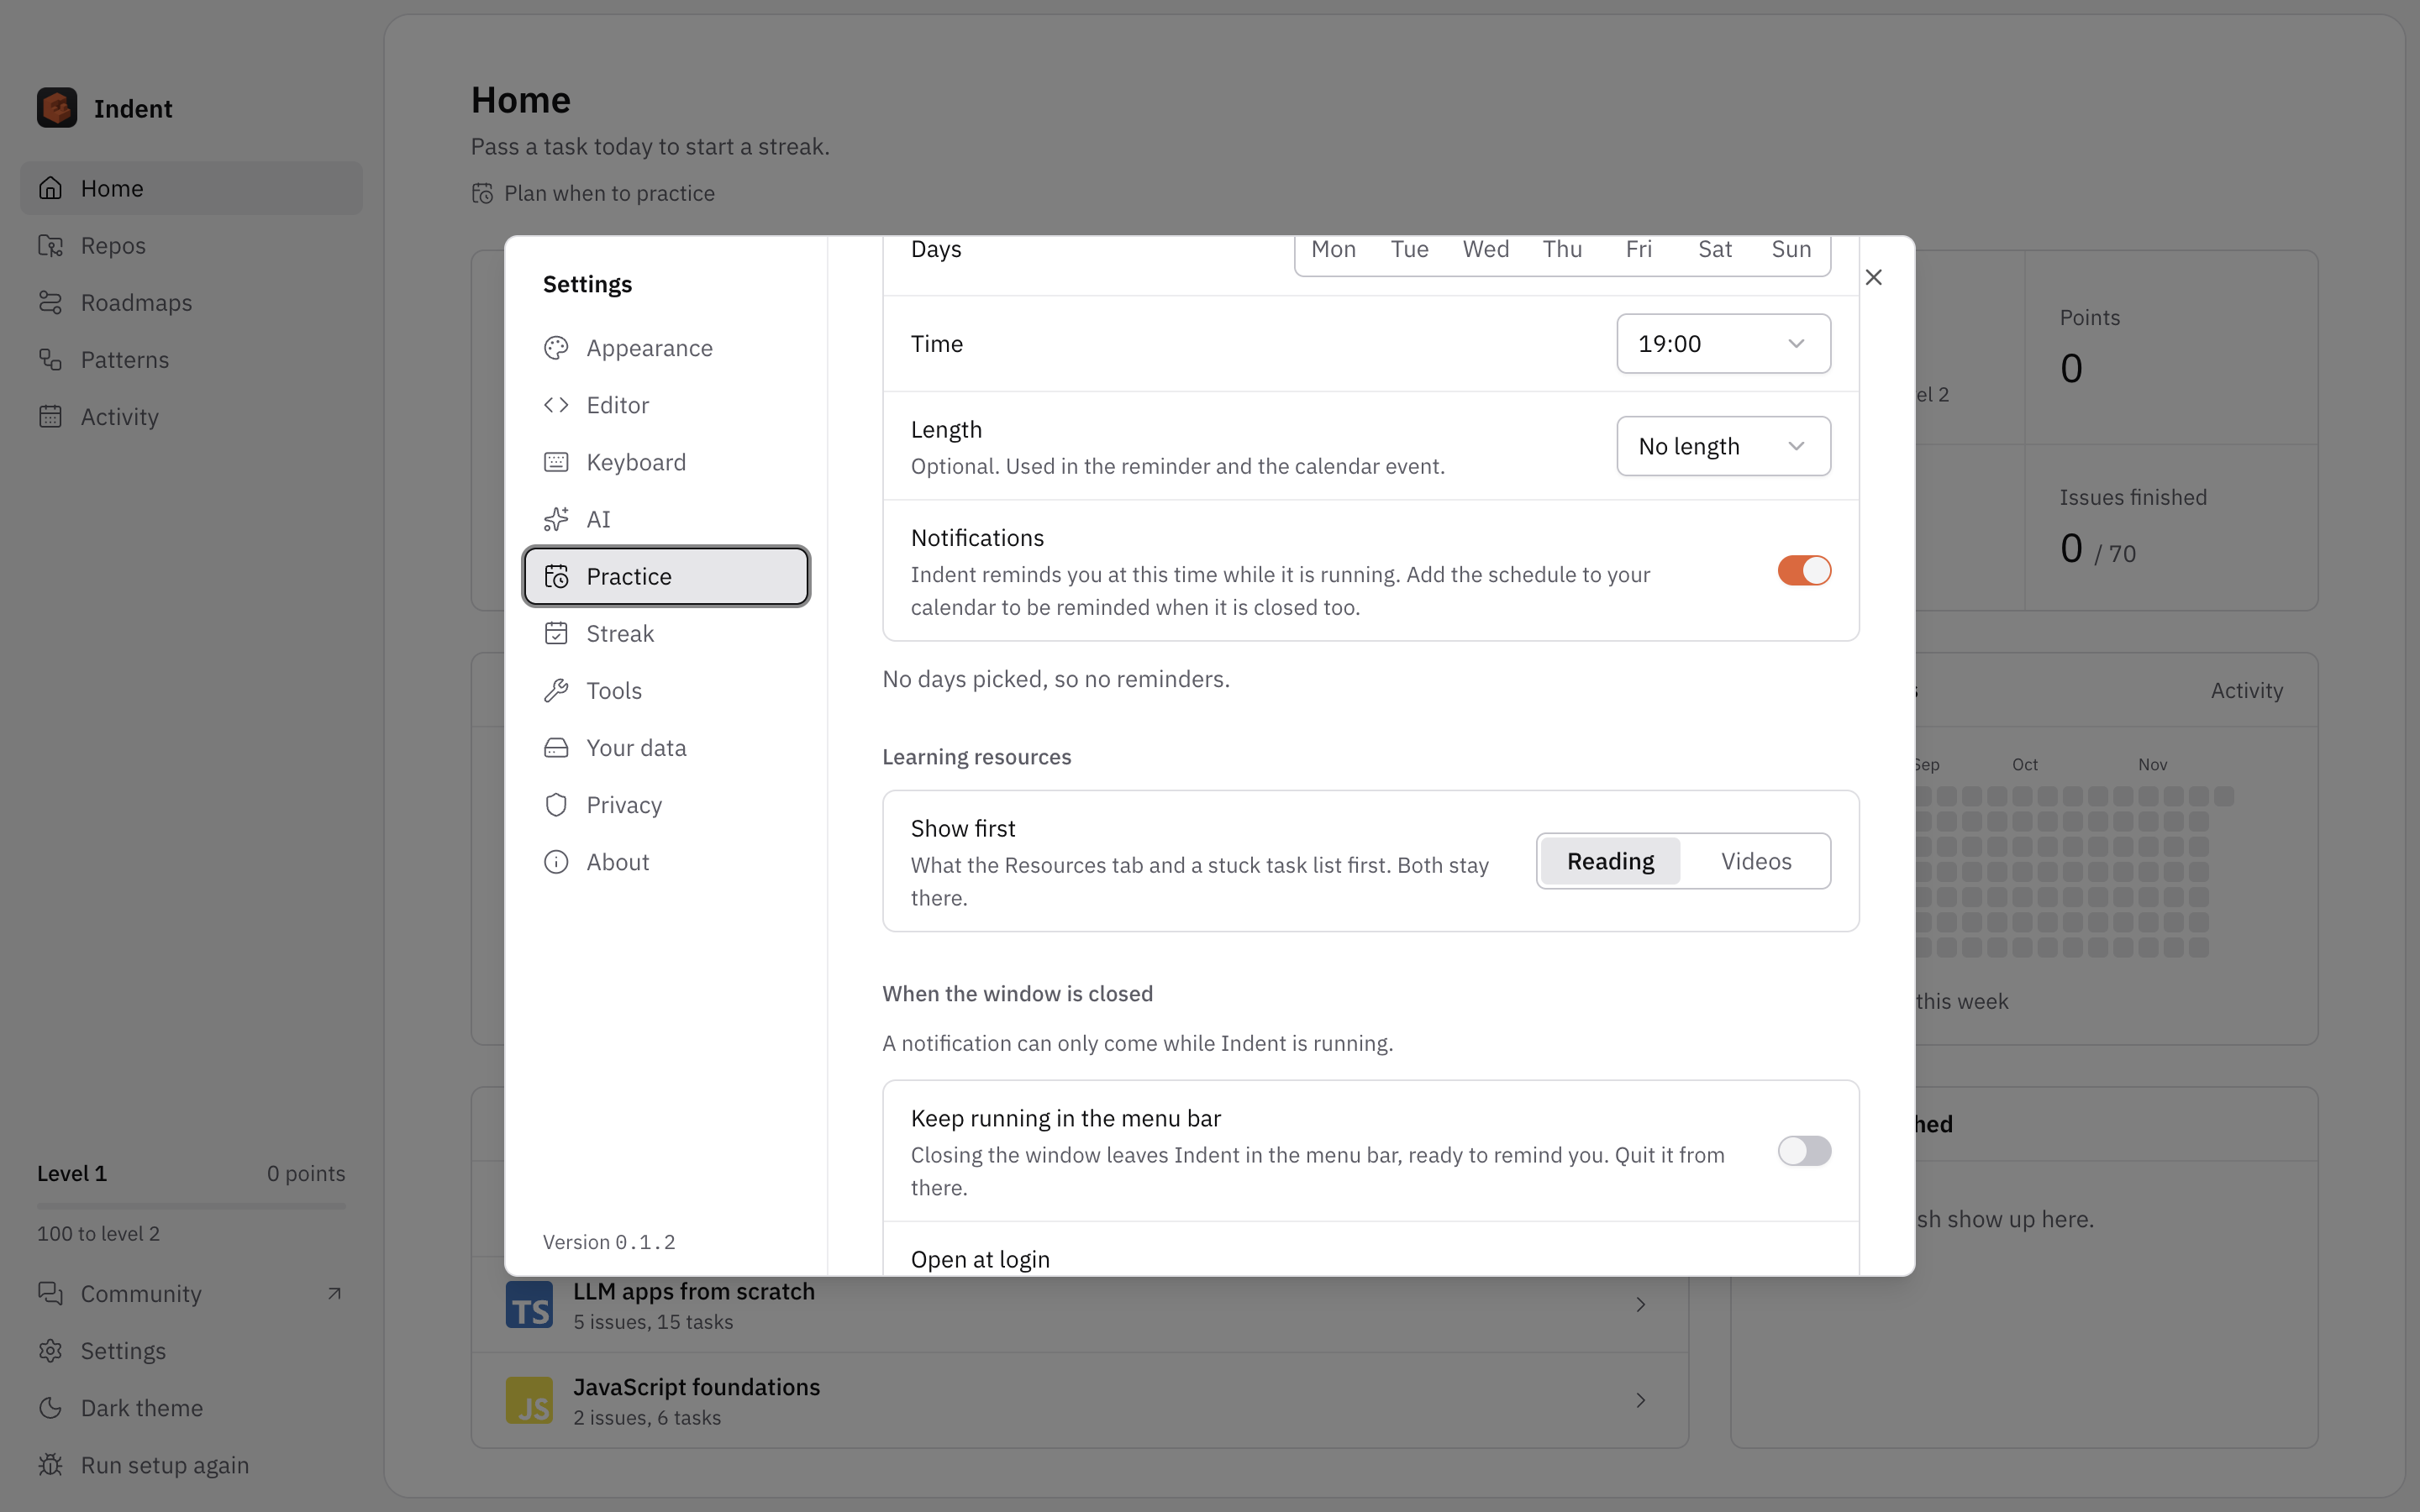 Indent
Home
Repos
Roadmaps
Patterns
Activity
Level 1
0 points
100 to level 2
Community
Settings
Dark theme
Run setup again
Home
Pass a task today to start a streak.
Plan when to practice
Settings
Appearance
Editor
Keyboard
AI
Practice
Streak
Tools
Your data
Privacy
About
Version 0.1.2
Days
Mon Tue Wed Thu Fri Sat Sun
Time
19:00
Length
No length
Optional. Used in the reminder and the calendar event.
Notifications
Indent reminds you at this time while it is running. Add the schedule to your
calendar to be reminded when it is closed too.
No days picked, so no reminders.
Learning resources
Show first
What the Resources tab and a stuck task list first. Both stay
there.
Reading Videos
When the window is closed
A notification can only come while Indent is running.
Keep running in the menu bar
Closing the window leaves Indent in the menu bar, ready to remind you. Quit it from
there.
Open at login
Points
0
el 2
Issues finished
0 / 70
Activity
Sep Oct Nov
this week
hed
sh show up here.
TS
LLM apps from scratch
5 issues, 15 tasks
JS
JavaScript foundations
2 issues, 6 tasks